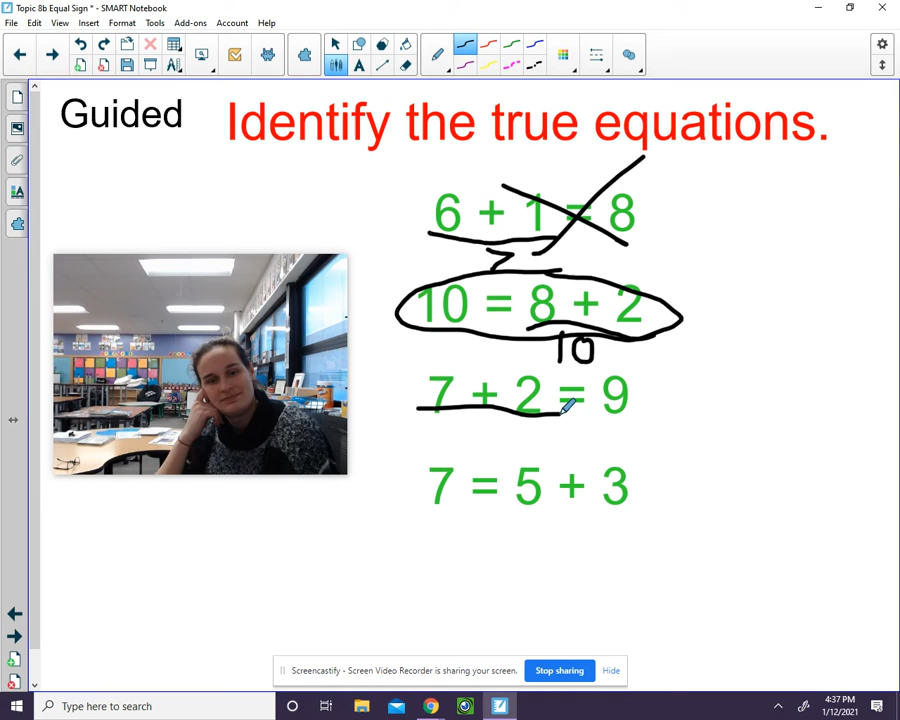 Topic 8b Equal Sign * - SMART Notebook
File Edit View Insert Format Tools Add-ons Account Help
Guided
Identify the true equations.
6 + 1 = 8
7
10 = 8 + 2
10
7 + 2 = 9
7 = 5 + 3
Screencastify - Screen Video Recorder is sharing your screen. Stop sharing Hide
Type here to search
4:37 PM
1/12/2021